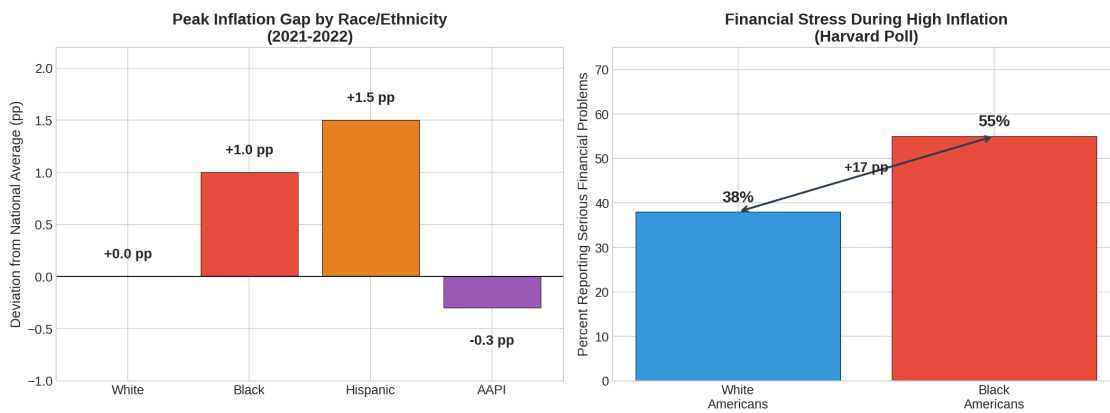 Peak Inflation Gap by Race/Ethnicity
(2021-2022)
Deviation from National Average (pp)
2.0
1.5
1.0
0.5
0.0
−0.5
−1.0
+0.0 pp
+1.0 pp
+1.5 pp
-0.3 pp
White
Black
Hispanic
AAPI
Financial Stress During High Inflation
(Harvard Poll)
Percent Reporting Serious Financial Problems
70
60
50
40
30
20
10
0
38%
+17 pp
55%
White
Americans
Black
Americans